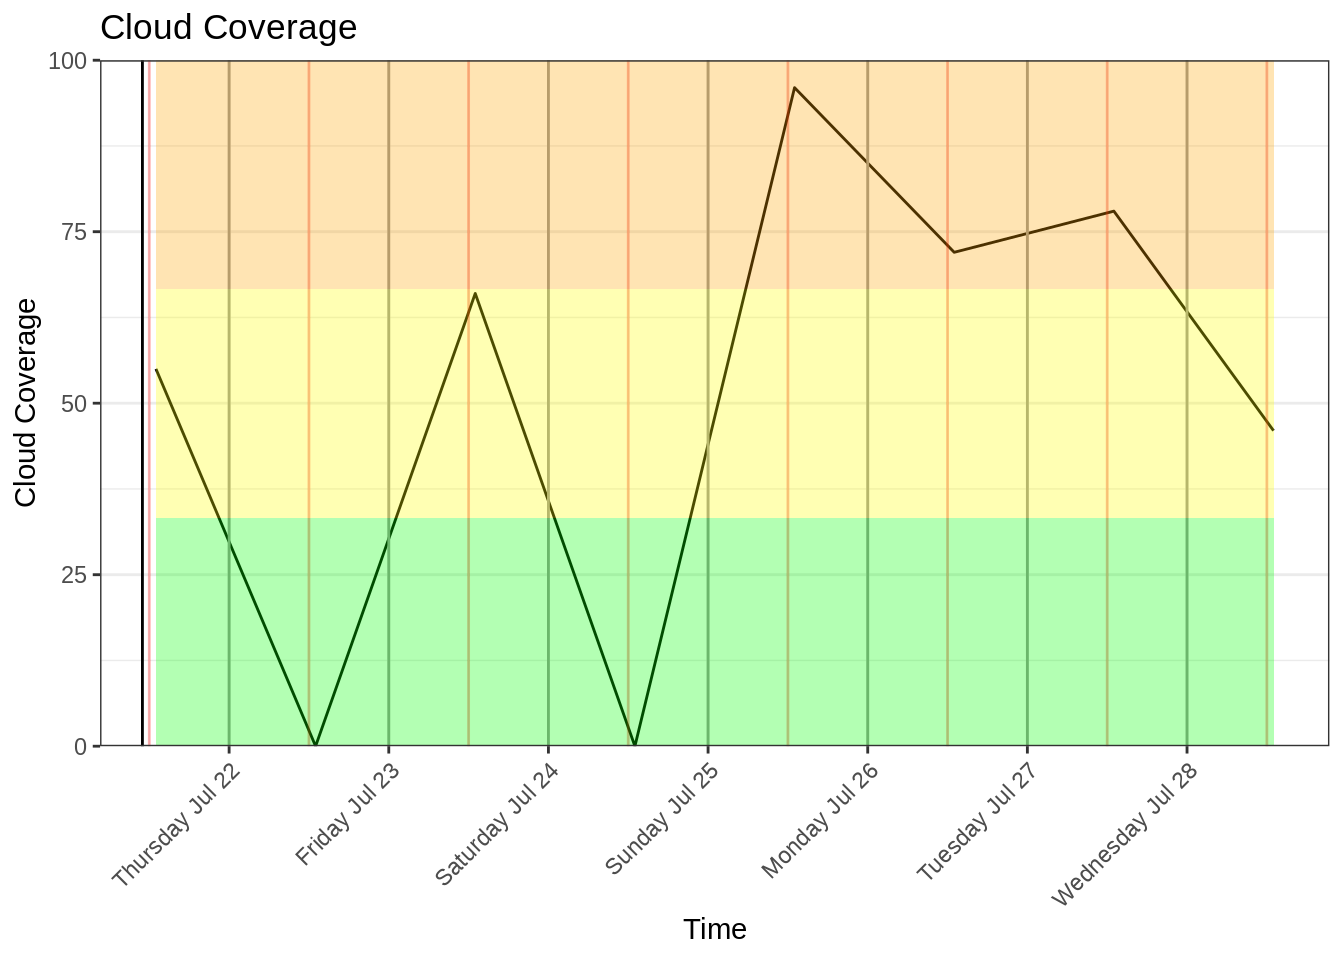 Cloud Coverage
Cloud Coverage
100
75
50
25
0
Thursday Jul 22
Friday Jul 23
Saturday Jul 24
Sunday Jul 25
Monday Jul 26
Tuesday Jul 27
Wednesday Jul 28
Time